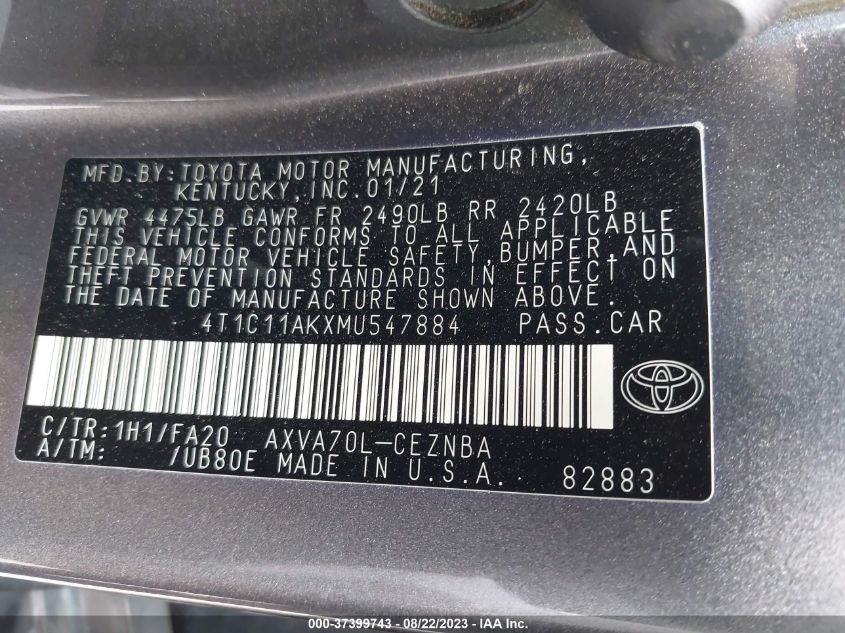 MFD.BY:TOYOTA MOTOR MANUFACTURING,
KENTUCKY,INC.01/21
GVWR 4475LB GAWR FR 2490LB RR 2420LB
THIS VEHICLE CONFORMS TO ALL APPLICABLE
FEDERAL MOTOR VEHICLE SAFETY,BUMPER,AND
THEFT PREVENTION STANDARDS IN EFFECT ON
THE DATE OF MANUFACTURE SHOWN ABOVE.
4T1C11AKXMU547884 PASS.CAR
C/TR:1H1/FA20 AXVA70L-CEZNBA
A/TM: /UB80E MADE IN U.S.A. 82883
000-37399743 - 08/22/2023 - IAA Inc.